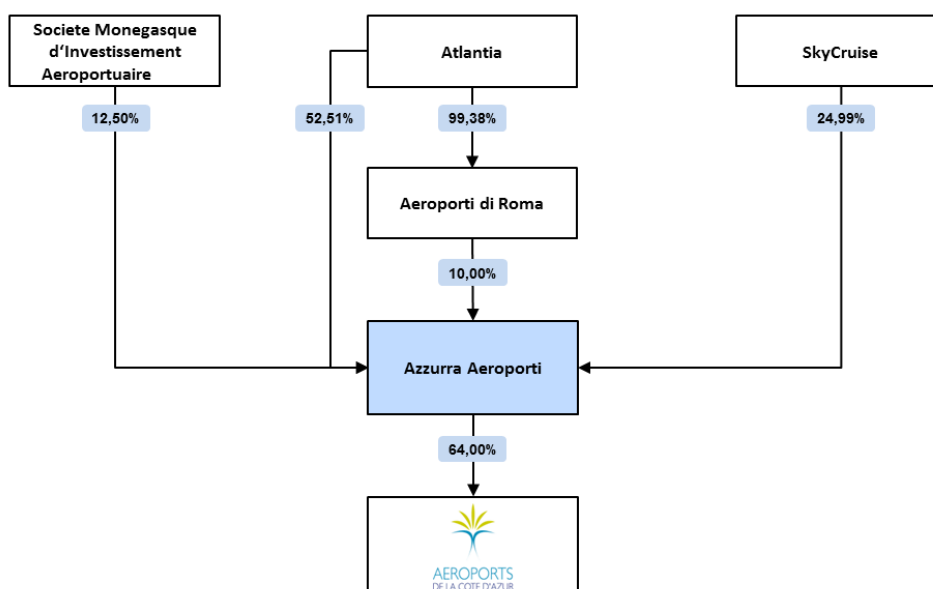 Societe Monegasque
d'Investissement
Aeroportuaire
Atlantia
SkyCruise
12,50%
52,51%
99,38%
24,99%
Aeroporti di Roma
10,00%
Azzurra Aeroporti
64,00%
AEROPORTS
DE LA COTE D'AZUR